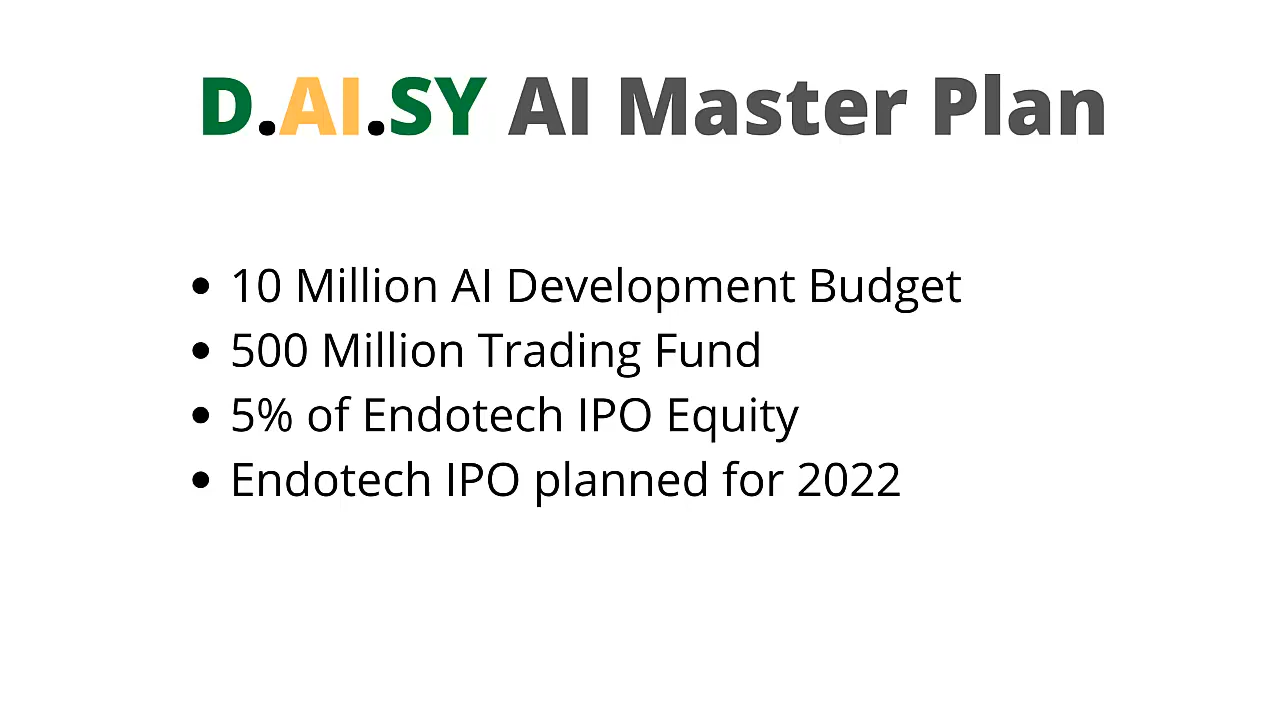 D.AI.SY AI Master Plan
• 10 Million AI Development Budget
• 500 Million Trading Fund
• 5% of Endotech IPO Equity
• Endotech IPO planned for 2022